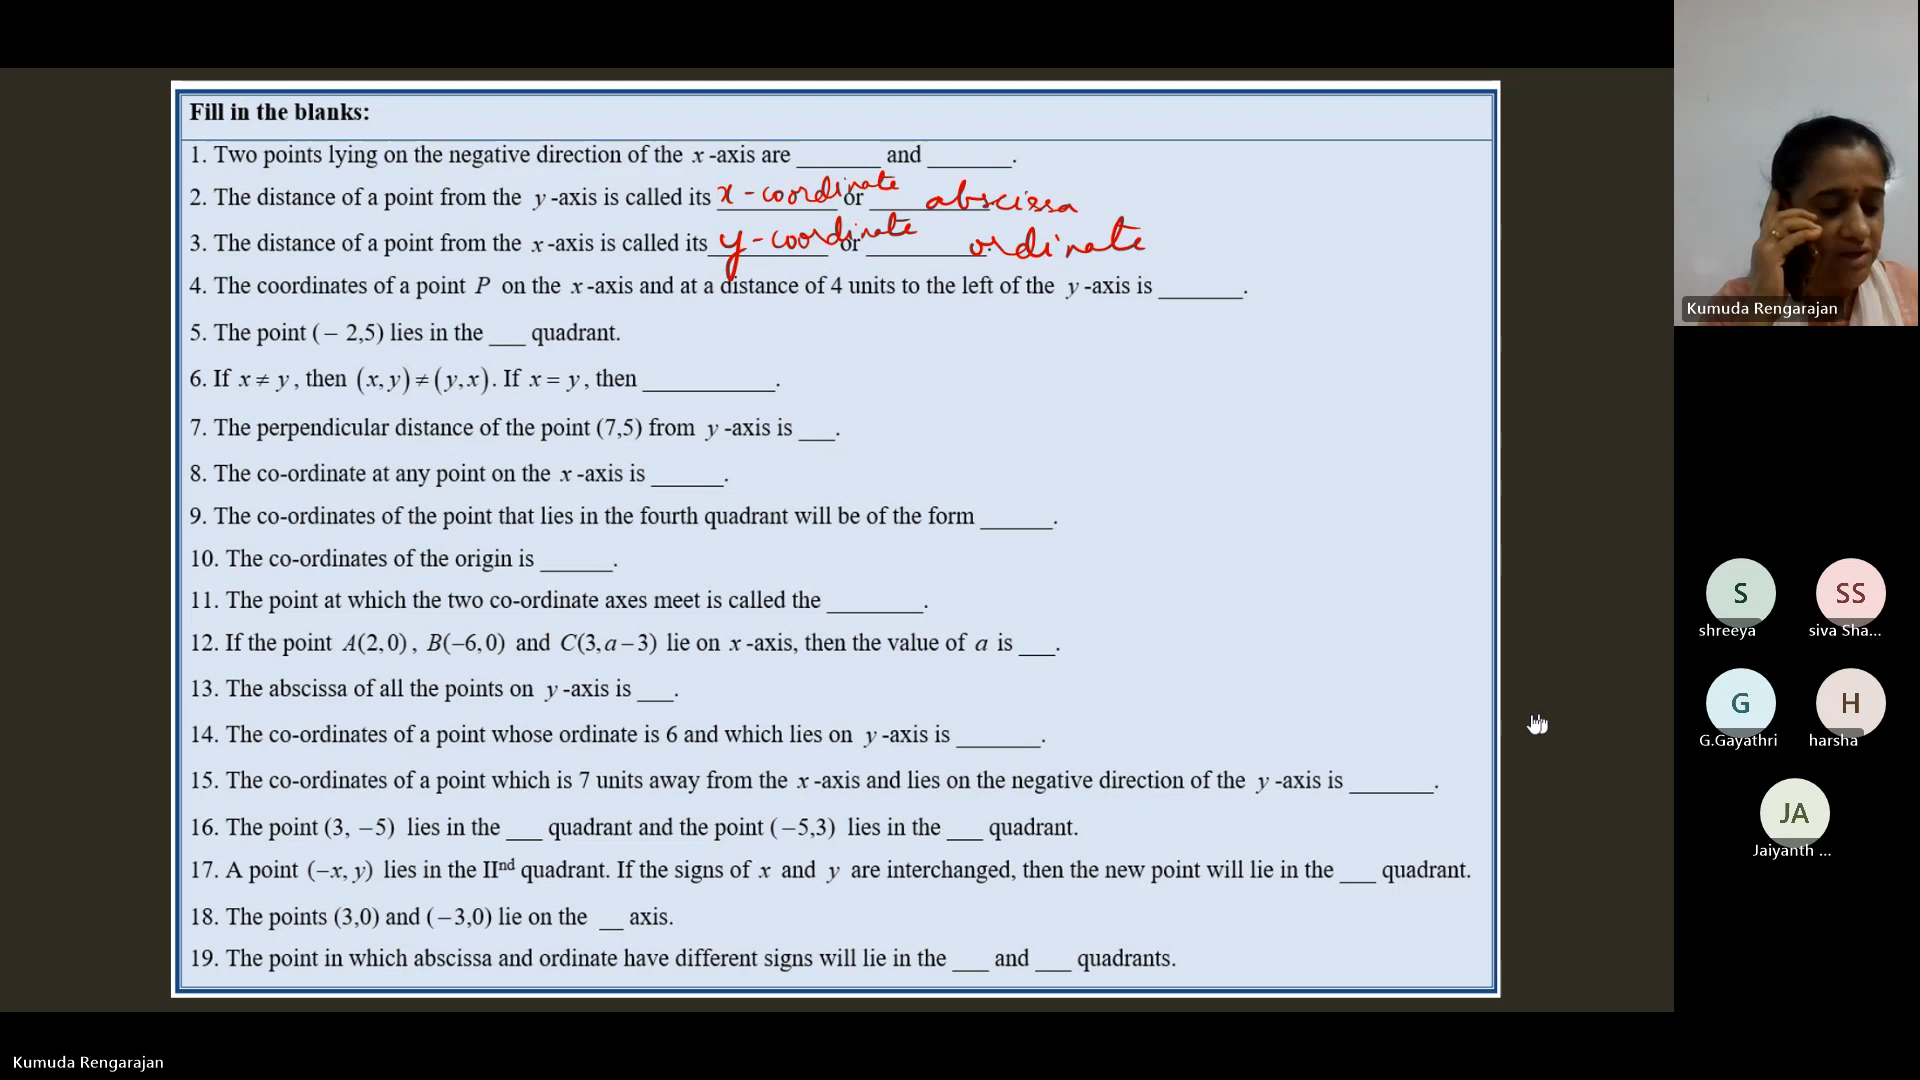 Fill in the blanks:
1. Two points lying on the negative direction of the x-axis are _______ and _______.
2. The distance of a point from the y-axis is called its x-coordinate or abscissa
3. The distance of a point from the x-axis is called its y-coordinate or ordinate
4. The coordinates of a point P on the x-axis and at a distance of 4 units to the left of the y-axis is _______.
5. The point (− 2,5) lies in the ___ quadrant.
6. If x ≠ y, then (x, y) ≠ (y, x). If x = y, then ___________.
7. The perpendicular distance of the point (7,5) from y-axis is ___.
8. The co-ordinate at any point on the x-axis is ______.
9. The co-ordinates of the point that lies in the fourth quadrant will be of the form ______.
10. The co-ordinates of the origin is ______.
11. The point at which the two co-ordinate axes meet is called the ________.
12. If the point A(2,0), B(−6,0) and C(3,a−3) lie on x-axis, then the value of a is ___.
13. The abscissa of all the points on y-axis is ___.
14. The co-ordinates of a point whose ordinate is 6 and which lies on y-axis is _______.
15. The co-ordinates of a point which is 7 units away from the x-axis and lies on the negative direction of the y-axis is _______.
16. The point (3, −5) lies in the ___ quadrant and the point (−5,3) lies in the ___ quadrant.
17. A point (−x, y) lies in the IInd quadrant. If the signs of x and y are interchanged, then the new point will lie in the ___ quadrant.
18. The points (3,0) and (−3,0) lie on the __ axis.
19. The point in which abscissa and ordinate have different signs will lie in the ___ and ___ quadrants.
Kumuda Rengarajan
S SS
shreeya siva Sha...
G H
G.Gayathri harsha
JA
Jaiyanth ...
Kumuda Rengarajan